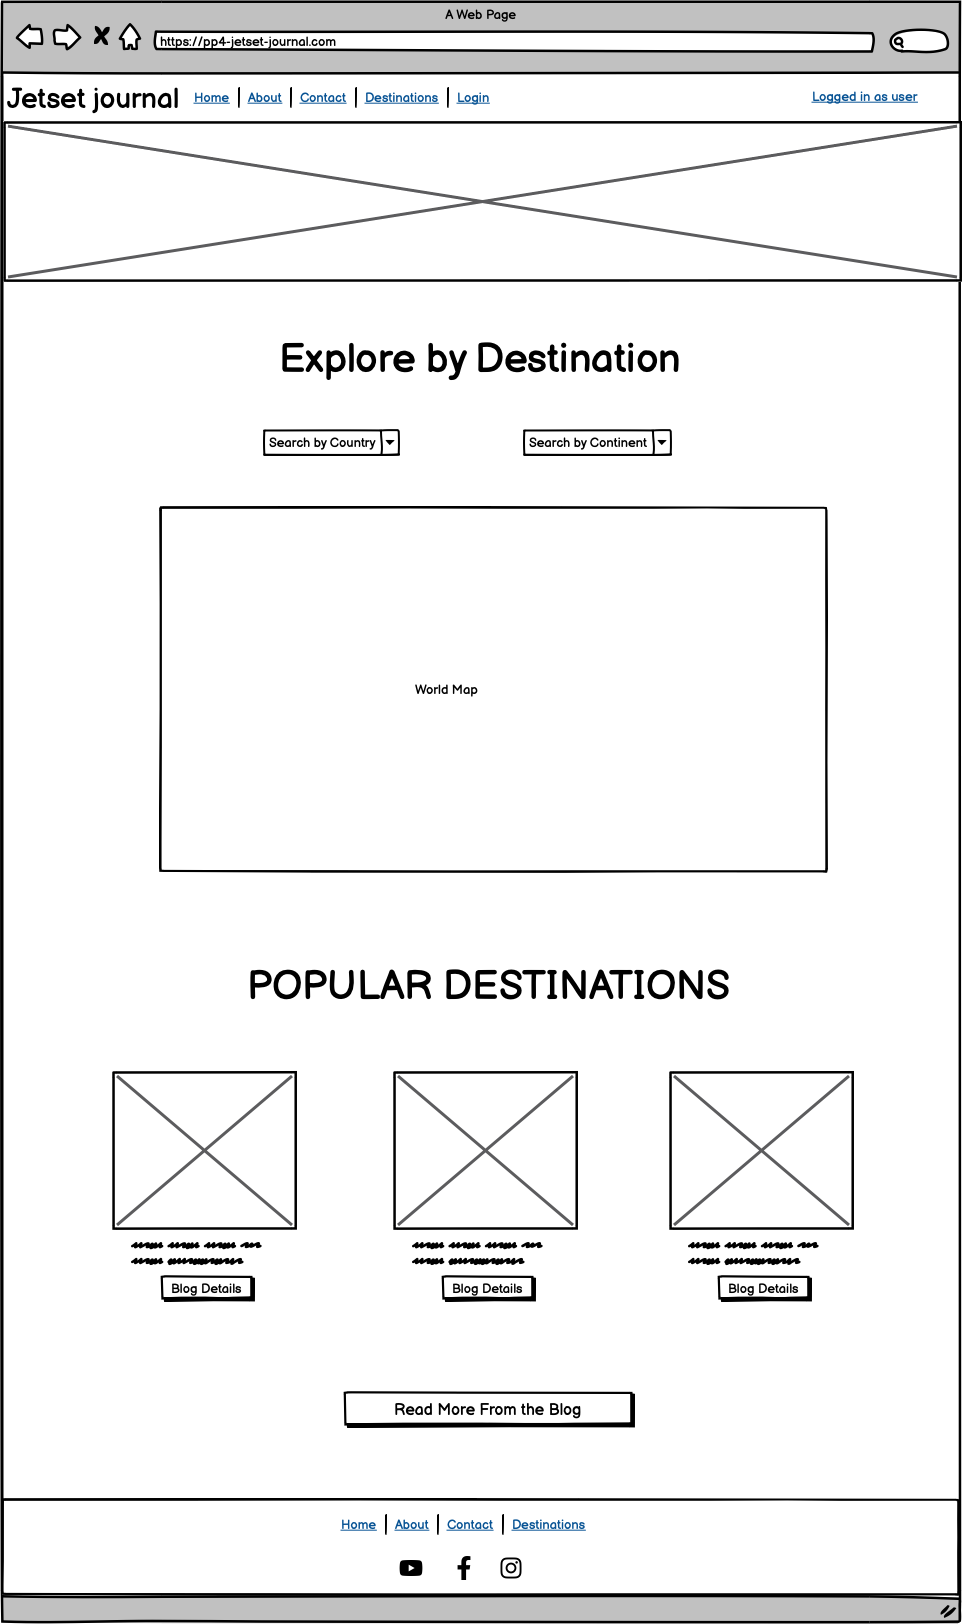 A Web Page
https://pp4-jetset-journal.com
Jetset journal Home About Contact Destinations Login Logged in as user
Explore by Destination
Search by Country Search by Continent
World Map
POPULAR DESTINATIONS
Blog Details Blog Details Blog Details
Read More From the Blog
Home About Contact Destinations